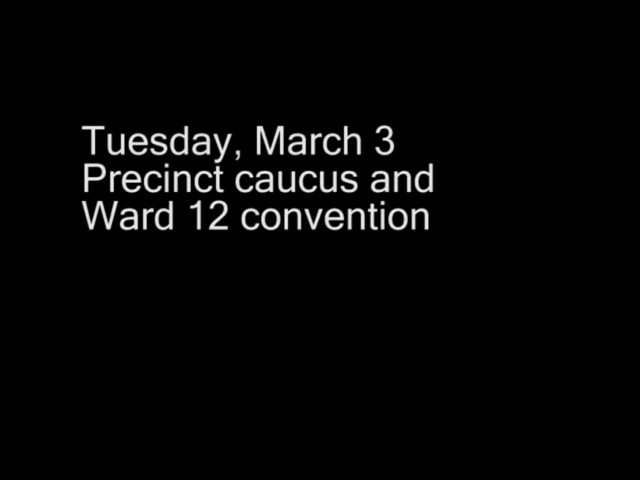 Tuesday, March 3
Precinct caucus and
Ward 12 convention